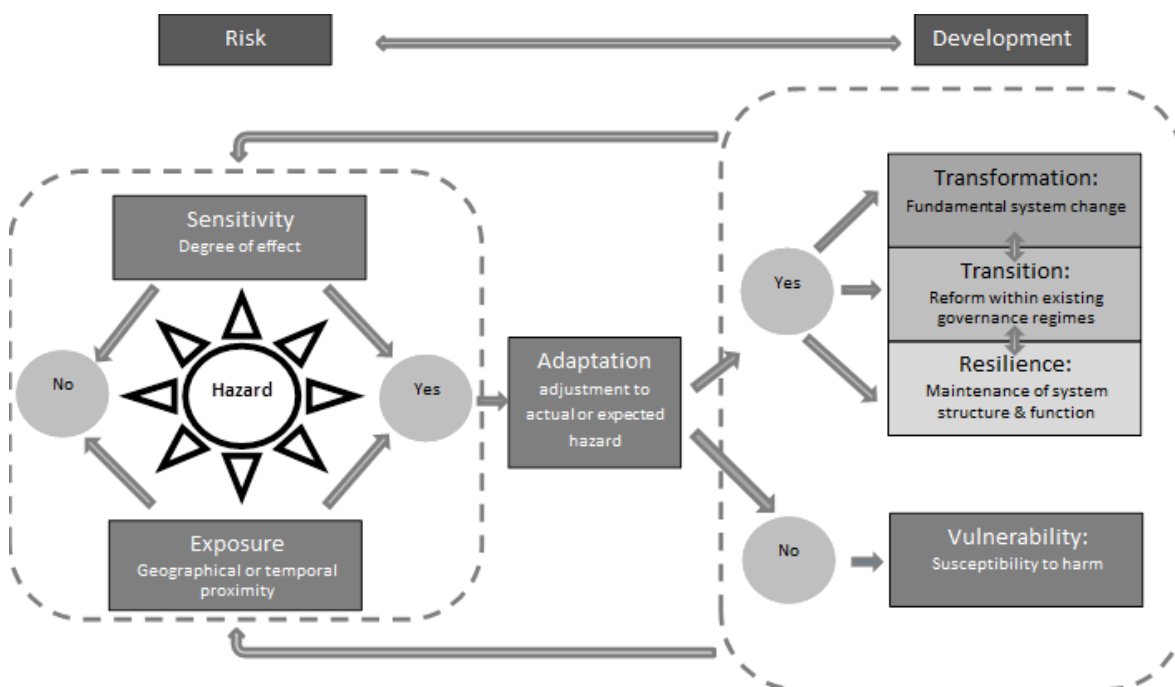 Risk
Development
Sensitivity
Degree of effect
No
Hazard
Yes
Exposure
Geographical or temporal
proximity
Adaptation
adjustment to
actual or expected
hazard
Yes
Transformation:
Fundamental system change
Transition:
Reform within existing
governance regimes
Resilience:
Maintenance of system
structure & function
No
Vulnerability:
Susceptibility to harm